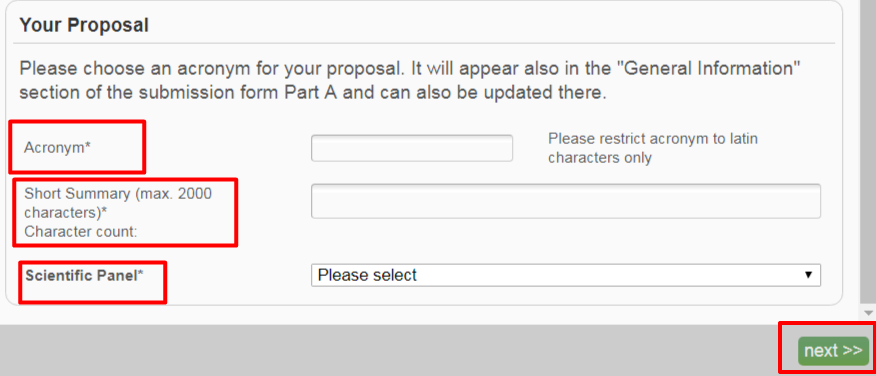 Your Proposal
Please choose an acronym for your proposal. It will appear also in the "General Information"
section of the submission form Part A and can also be updated there.
Acronym*
Please restrict acronym to latin
characters only
Short Summary (max. 2000
characters)*
Character count:
Scientific Panel*
Please select
next >>